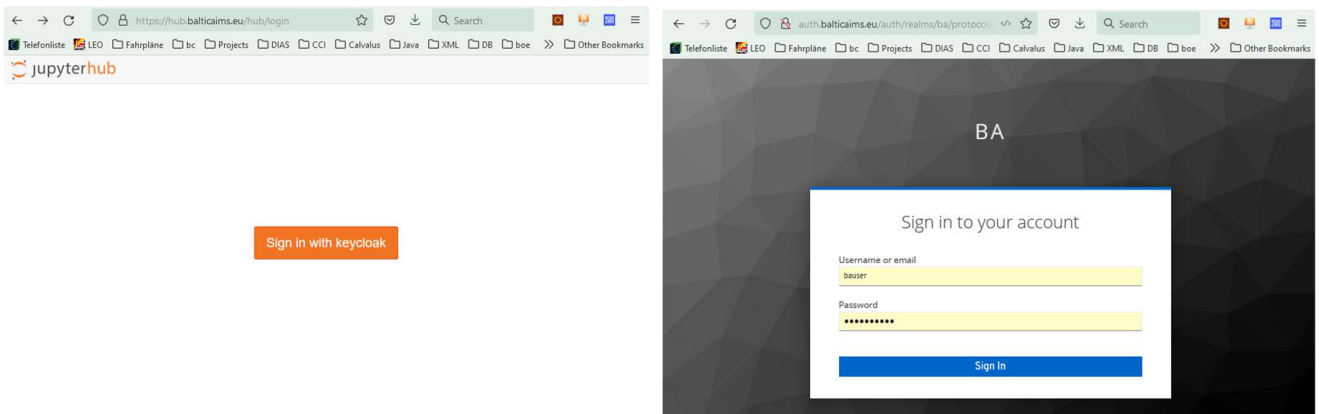 https://hub.balticaims.eu/hub/login
Search
Telefonliste LEO Fahrpläne bc Projects DIAS CCI Calvalus Java XML DB boe Other Bookmarks
jupyterhub
Sign in with keycloak
auth.balticaims.eu/auth/realms/ba/protocol/
Search
Telefonliste LEO Fahrpläne bc Projects DIAS CCI Calvalus Java XML DB boe Other Bookmarks
BA
Sign in to your account
Username or email
bauser
Password
••••••••••
Sign In